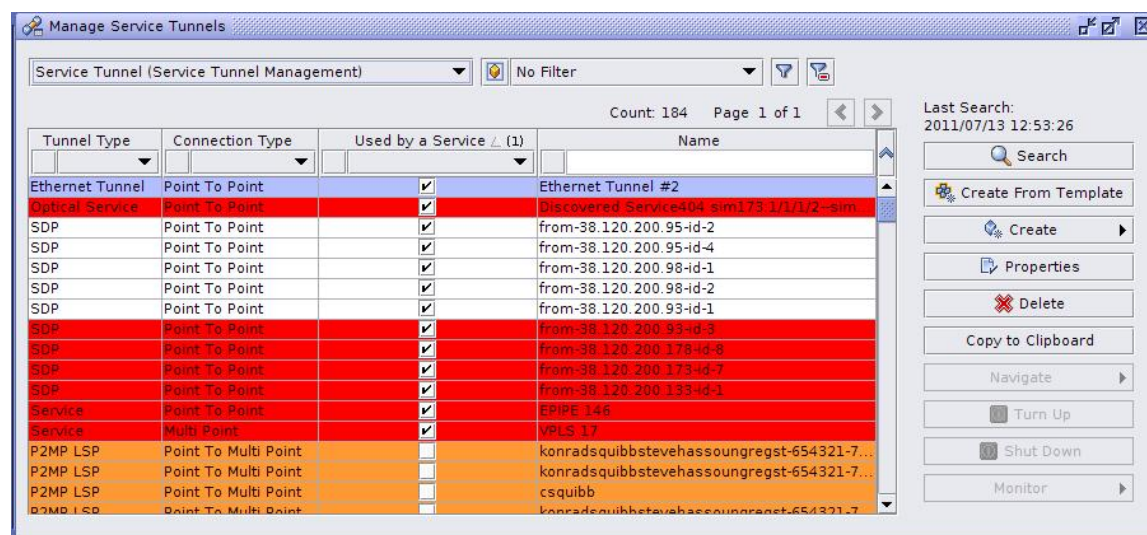 Manage Service Tunnels
Service Tunnel (Service Tunnel Management) No Filter
Count: 184 Page 1 of 1
Last Search:
2011/07/13 12:53:26
Tunnel Type Connection Type Used by a Service (1) Name
Ethernet Tunnel Point To Point Ethernet Tunnel #2
Optical Service Point To Point Discovered Service404 sim173:1/1/1/2--sim...
SDP Point To Point from-38.120.200.95-id-2
SDP Point To Point from-38.120.200.95-id-4
SDP Point To Point from-38.120.200.98-id-1
SDP Point To Point from-38.120.200.98-id-2
SDP Point To Point from-38.120.200.93-id-1
SDP Point To Point from-38.120.200.93-id-3
SDP Point To Point from-38.120.200.178-id-8
SDP Point To Point from-38.120.200.173-id-7
SDP Point To Point from-38.120.200.133-id-1
Service Point To Point EPIPE 146
Service Multi Point VPLS 17
P2MP LSP Point To Multi Point konradsquibbstevehassoungregst-654321-7...
P2MP LSP Point To Multi Point konradsquibbstevehassoungregst-654321-7...
P2MP LSP Point To Multi Point csquibb
P2MP LSP Point To Multi Point konradsquibbstevehassoungregst-654321-7
Search
Create From Template
Create
Properties
Delete
Copy to Clipboard
Navigate
Turn Up
Shut Down
Monitor